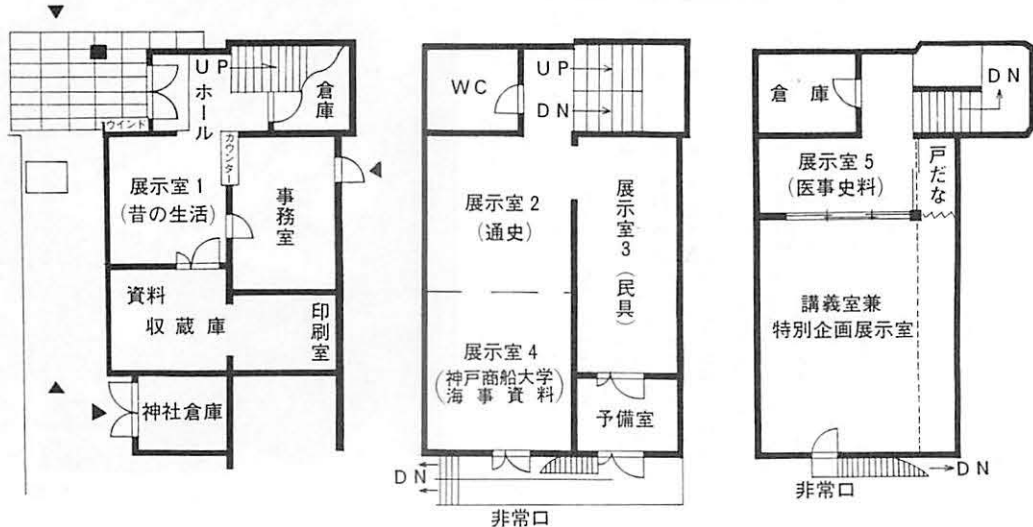 UP
ホール
倉庫
ウインド
カウンター
展示室1
(昔の生活)
事務室
資料
収蔵庫
印刷室
神社倉庫
WC
UP
DN
展示室2
(通史)
展示室3(民具)
展示室4
(神戸商船大学
海事資料)
予備室
DN
非常口
倉庫
DN
展示室5
(医事史料)
戸だな
講義室兼
特別企画展示室
DN
非常口